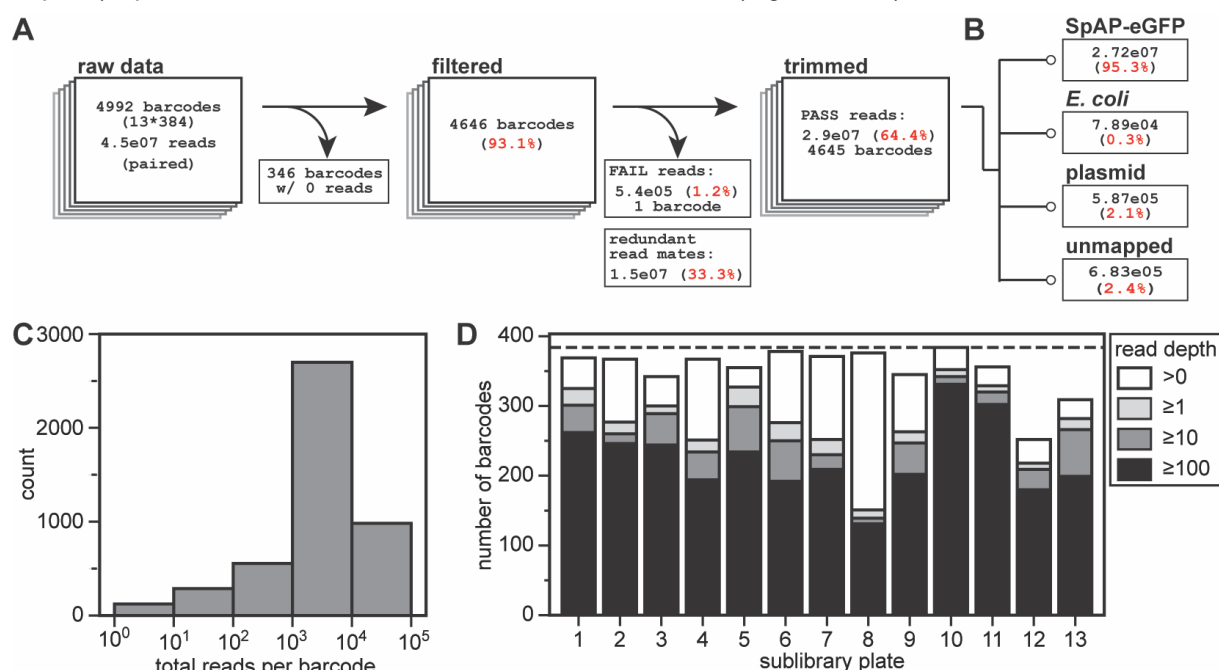 A
raw data
4992 barcodes
(13*384)
4.5e07 reads
(paired)
346 barcodes
w/ 0 reads
filtered
4646 barcodes
(93.1%)
FAIL reads:
5.4e05 (1.2%)
1 barcode
redundant
read mates:
1.5e07 (33.3%)
trimmed
PASS reads:
2.9e07 (64.4%)
4645 barcodes
B
SpAP-eGFP
2.72e07
(95.3%)
E. coli
7.89e04
(0.3%)
plasmid
5.87e05
(2.1%)
unmapped
6.83e05
(2.4%)
C
3000
2000
1000
0
count
10^0 10^1 10^2 10^3 10^4 10^5
total reads per barcode
D
400
300
200
100
0
number of barcodes
1 2 3 4 5 6 7 8 9 10 11 12 13
sublibrary plate
read depth
>0
≥1
≥10
≥100